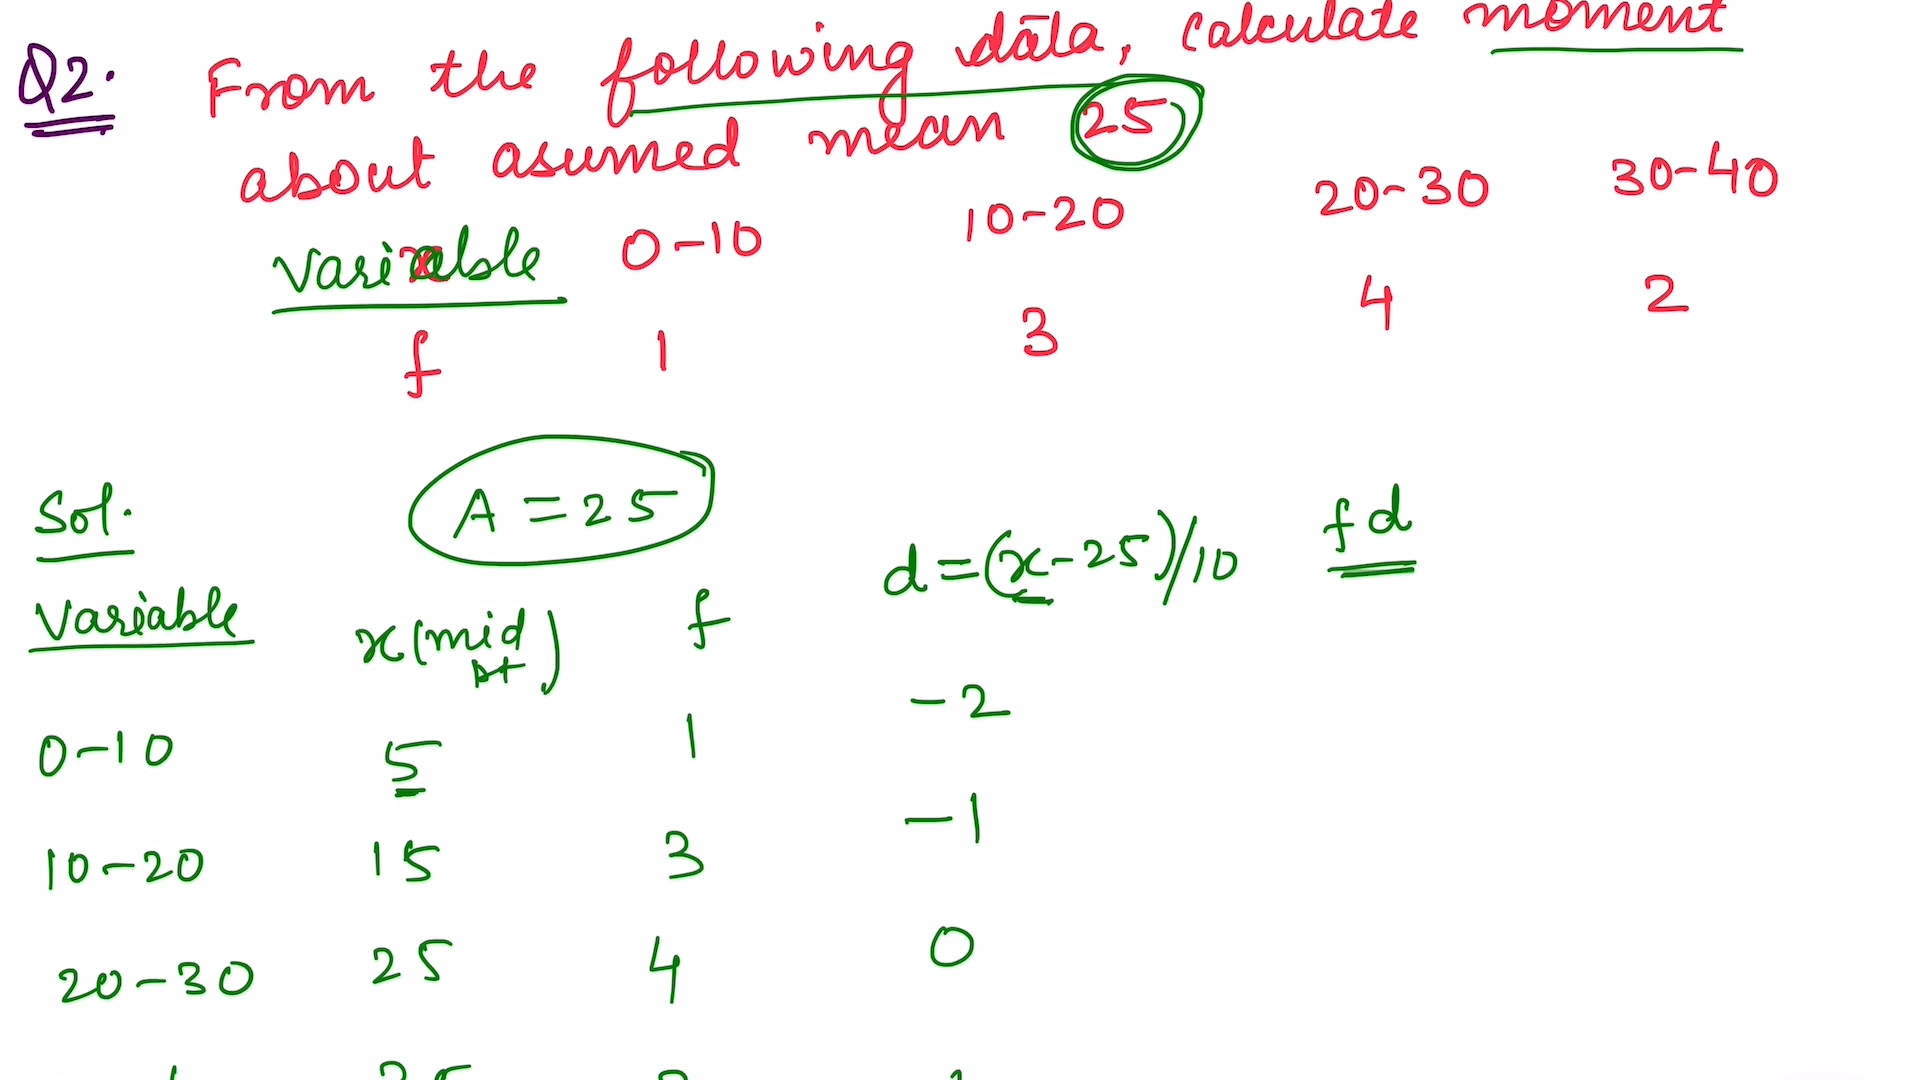 Q2. From the following data, calculate moment
about asumed mean 25
variable 0-10 10-20 20-30 30-40
f 1 3 4 2
Sol. A = 25
Variable x(mid pt) f d=(x-25)/10 fd
0-10 5 1 -2
10-20 15 3 -1
20-30 25 4 0